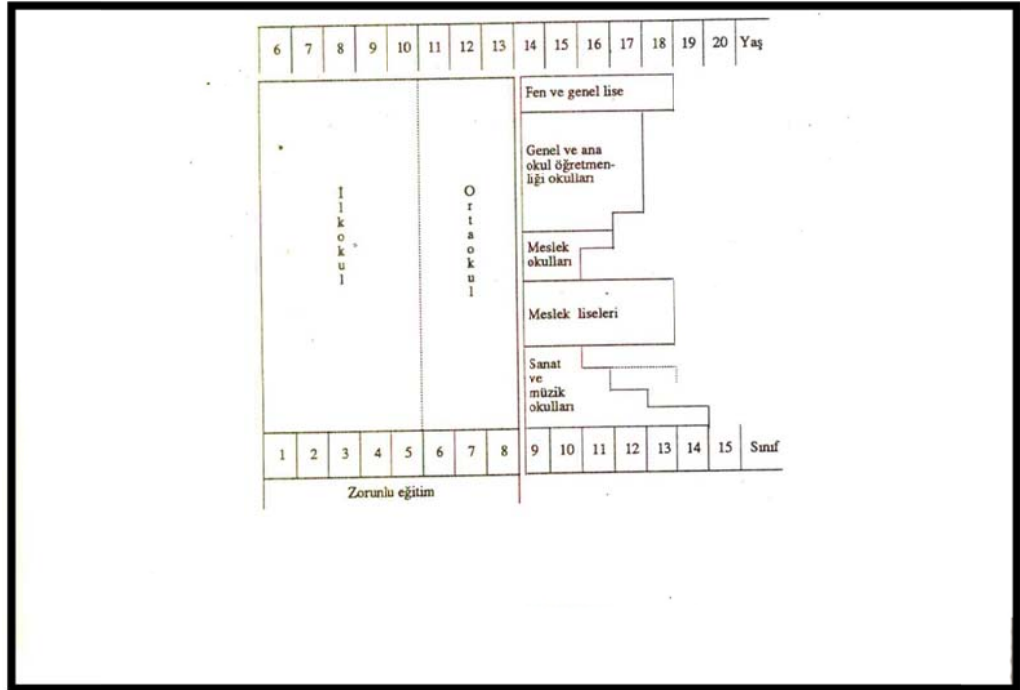 6 7 8 9 10 11 12 13 14 15 16 17 18 19 20 Yaş
İlkokul
Ortaokul
Fen ve genel lise
Genel ve ana
okul öğretmen-
liği okulları
Meslek
okulları
Meslek liseleri
Sanat
ve
müzik
okulları
1 2 3 4 5 6 7 8 9 10 11 12 13 14 15 Sınıf
Zorunlu eğitim